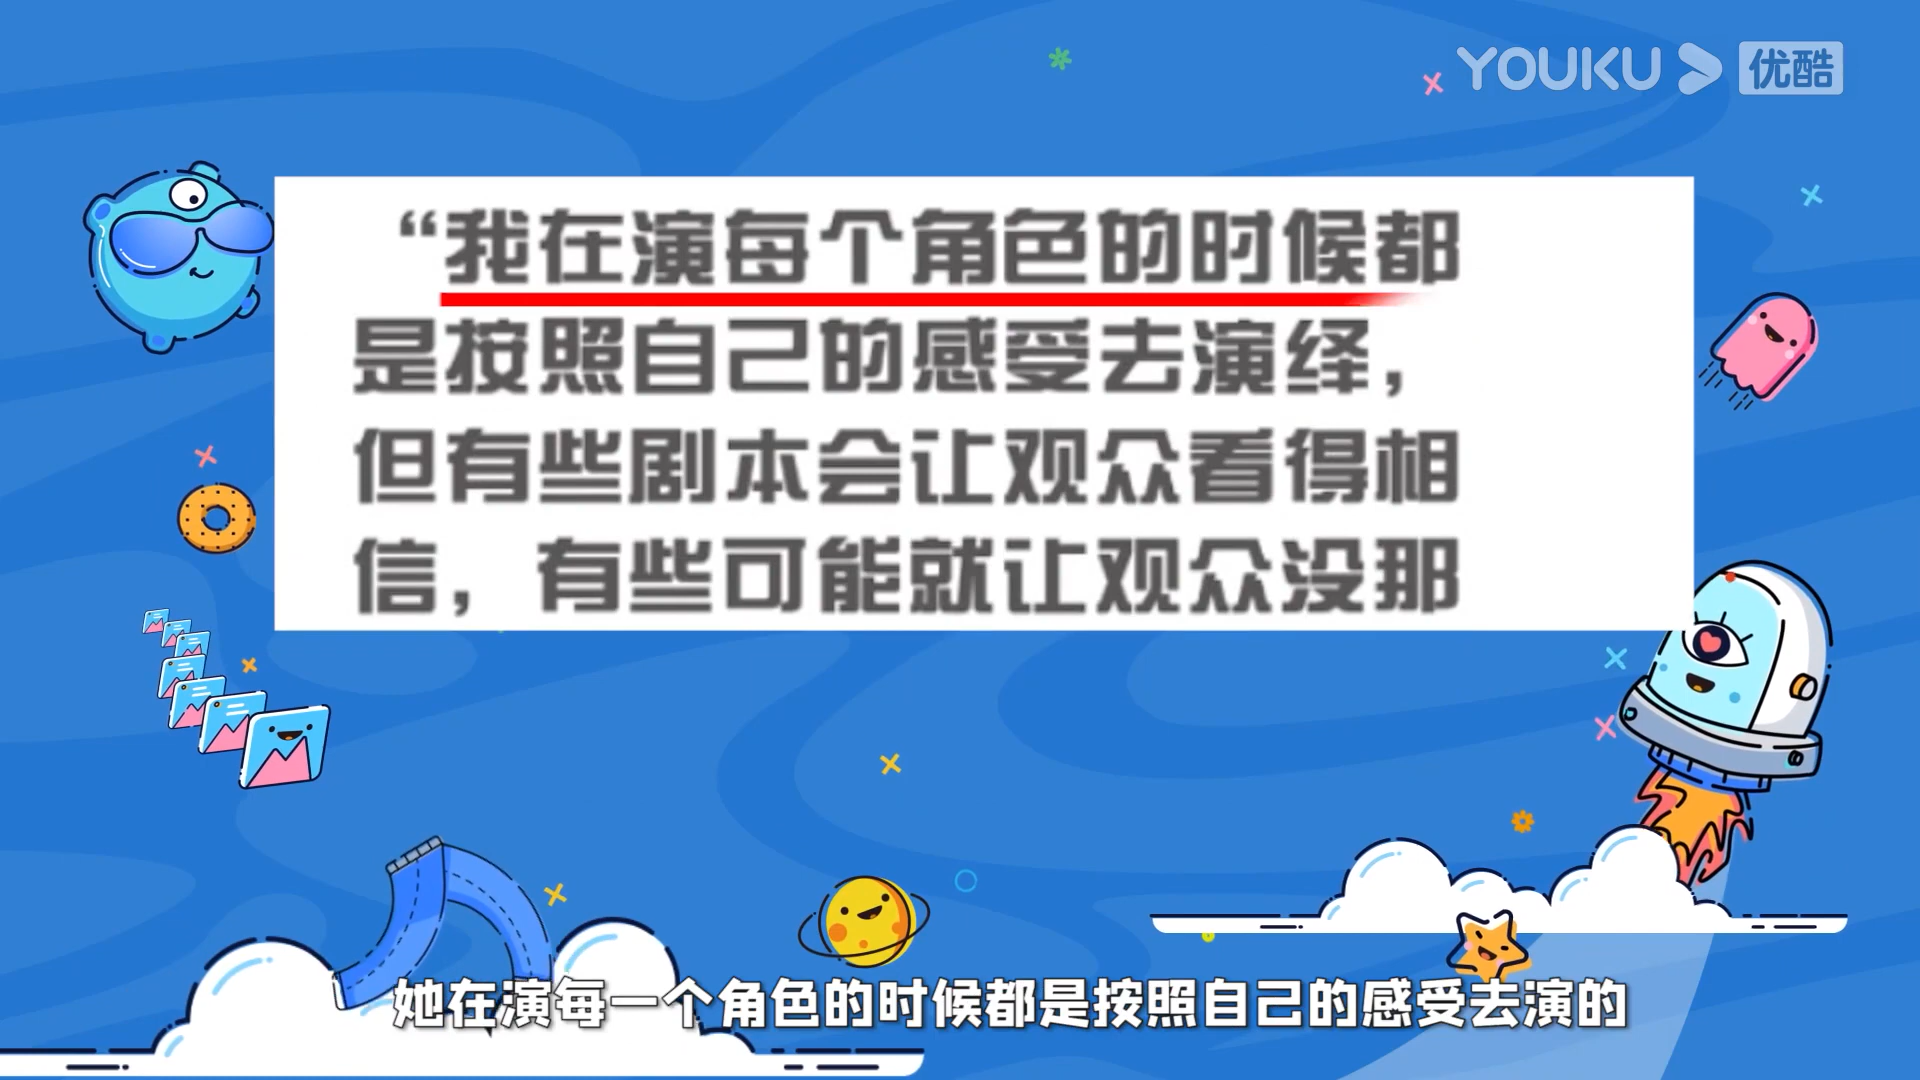 YOUKU 优酷
“我在演每个角色的时候都
是按照自己的感受去演绎，
但有些剧本会让观众看得相
信，有些可能就让观众没那
她在演每一个角色的时候都是按照自己的感受去演的